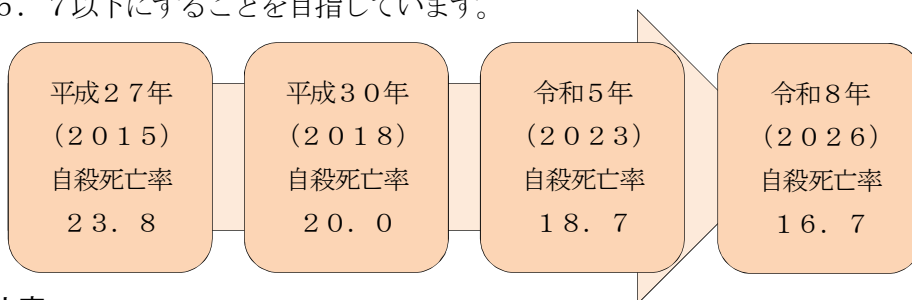 ．７以下にすることを目指しています。
平成２７年
（２０１５）
自殺死亡率
２３．８
平成３０年
（２０１８）
自殺死亡率
２０．０
令和５年
（２０２３）
自殺死亡率
１８．７
令和８年
（２０２６）
自殺死亡率
１６．７